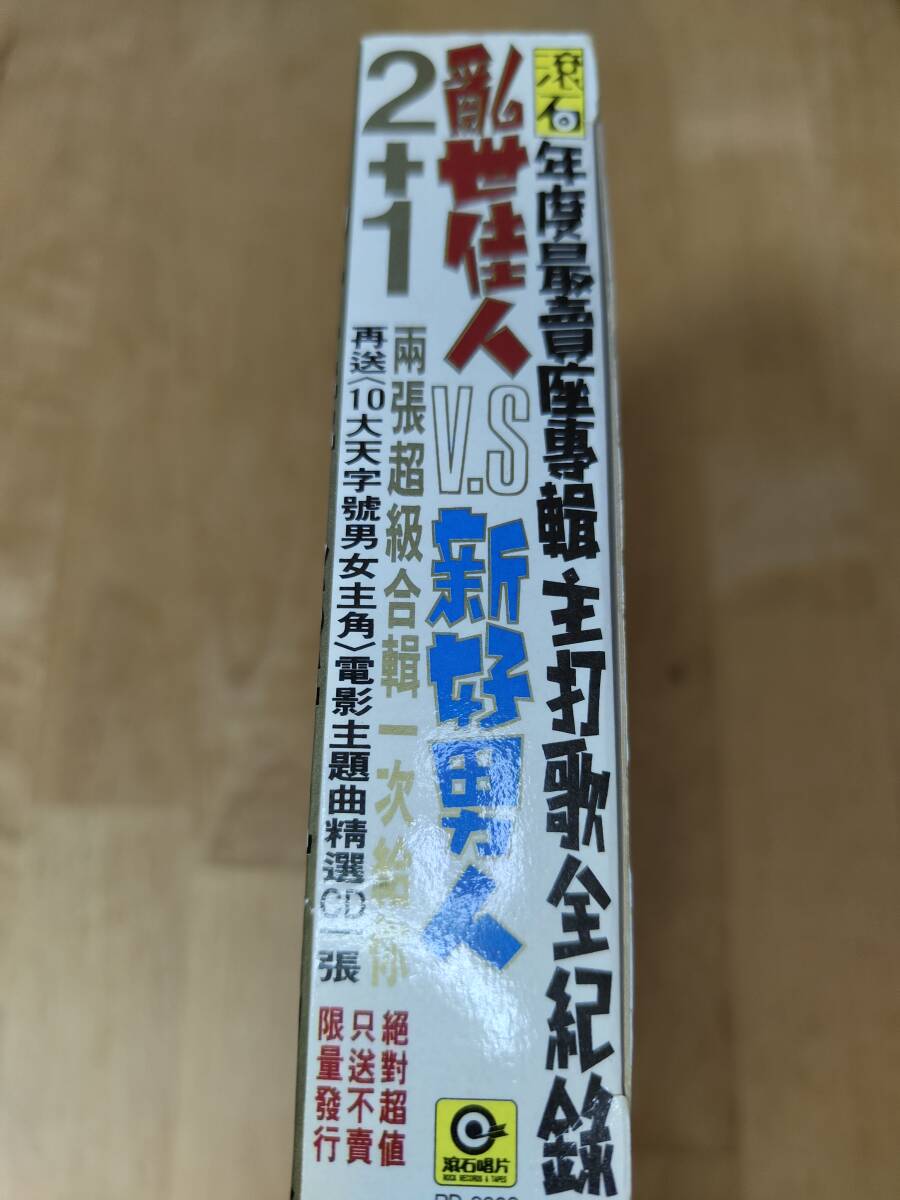 滾石
年度最賣座專輯 主打歌全紀錄
亂世佳人 V.S 新好男人
2+1
兩張超級合輯 一次給你
再送〈10大天字號男女主角〉電影主題曲精選CD一張
絕對超值
只送不賣
限量發行
滾石唱片
ROCK RECORDS & TAPES